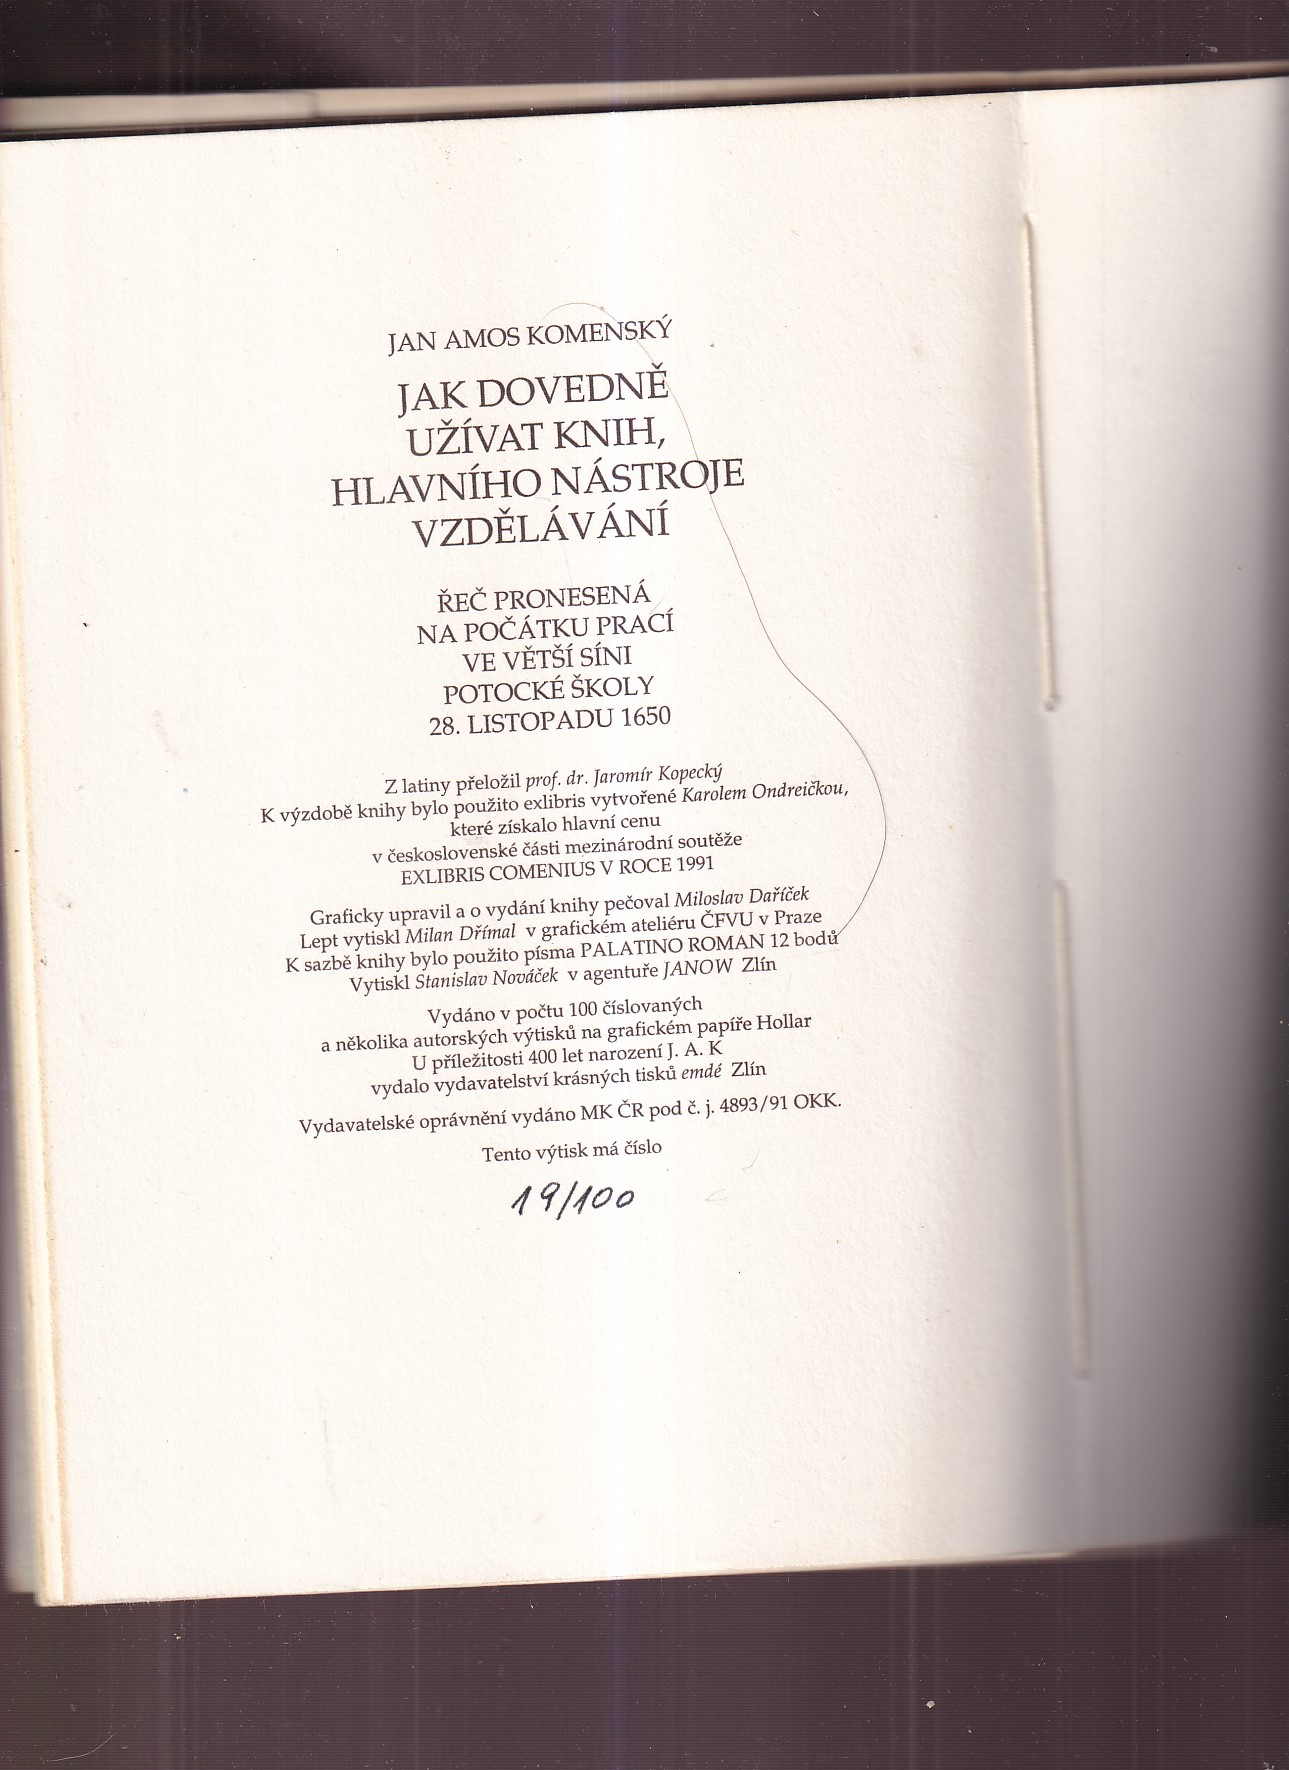 JAN AMOS KOMENSKÝ
JAK DOVEDNĚ
UŽÍVAT KNIH,
HLAVNÍHO NÁSTROJE
VZDĚLÁVÁNÍ
ŘEČ PRONESENÁ
NA POČÁTKU PRACÍ
VE VĚTŠÍ SÍNI
POTOCKÉ ŠKOLY
28. LISTOPADU 1650
Z latiny přeložil prof. dr. Jaromír Kopecký
K výzdobě knihy bylo použito exlibris vytvořené Karolem Ondreičkou,
které získalo hlavní cenu
v československé části mezinárodní soutěže
EXLIBRIS COMENIUS V ROCE 1991
Graficky upravil a o vydání knihy pečoval Miloslav Daříček
Lept vytiskl Milan Dřímal v grafickém ateliéru ČFVU v Praze
K sazbě knihy bylo použito písma PALATINO ROMAN 12 bodů
Vytiskl Stanislav Nováček v agentuře JANOW Zlín
Vydáno v počtu 100 číslovaných
a několika autorských výtisků na grafickém papíře Hollar
U příležitosti 400 let narození J. A. K
vydalo vydavatelství krásných tisků emdé Zlín
Vydavatelské oprávnění vydáno MK ČR pod č. j. 4893/91 OKK.
Tento výtisk má číslo
19/100